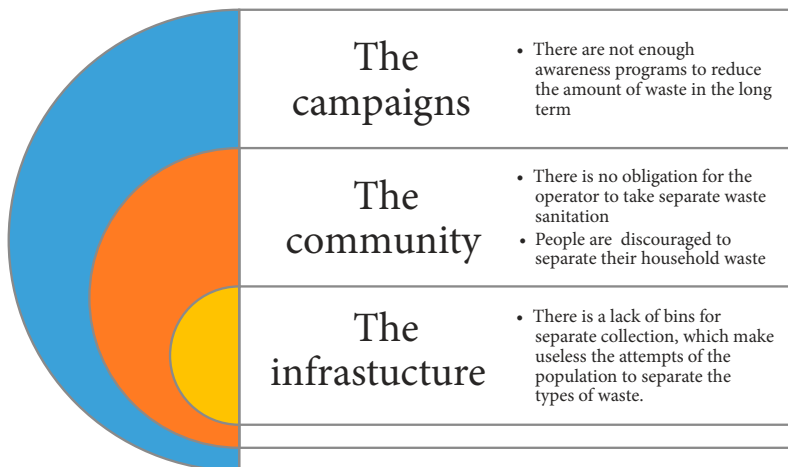 The
campaigns
• There are not enough
awareness programs to reduce
the amount of waste in the long
term
The
community
• There is no obligation for the
operator to take separate waste
sanitation
• People are discouraged to
separate their household waste
The
infrastucture
• There is a lack of bins for
separate collection, which make
useless the attempts of the
population to separate the
types of waste.